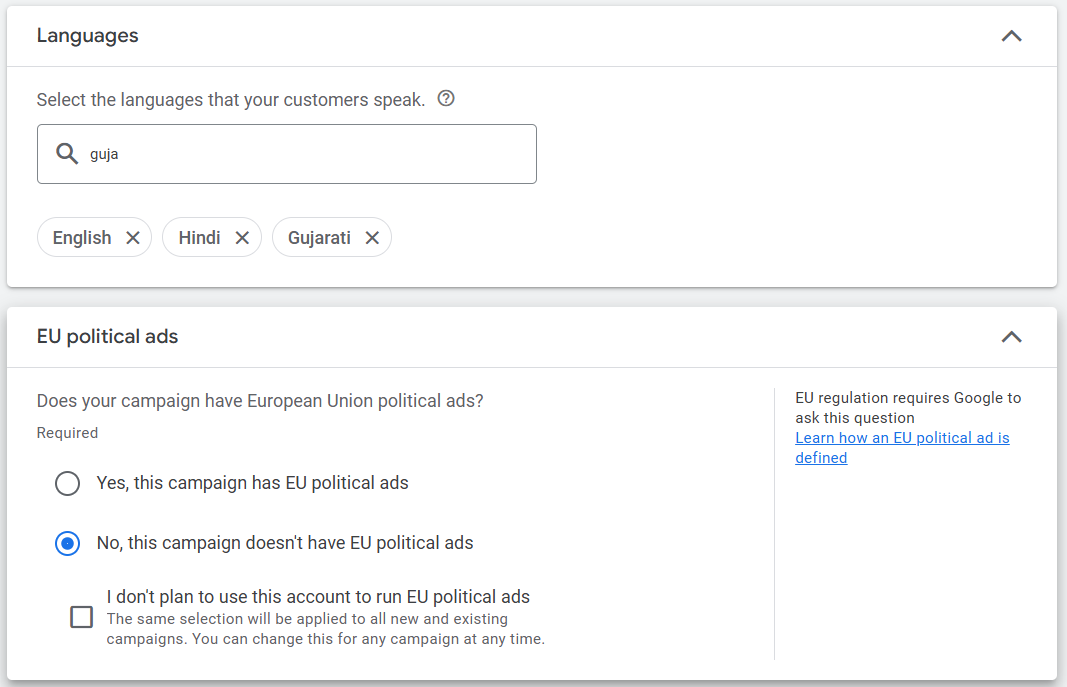 Languages
Select the languages that your customers speak.
guja
English
Hindi
Gujarati
EU political ads
Does your campaign have European Union political ads?
Required
Yes, this campaign has EU political ads
No, this campaign doesn't have EU political ads
I don't plan to use this account to run EU political ads
The same selection will be applied to all new and existing
campaigns. You can change this for any campaign at any time.
EU regulation requires Google to
ask this question
Learn how an EU political ad is
defined